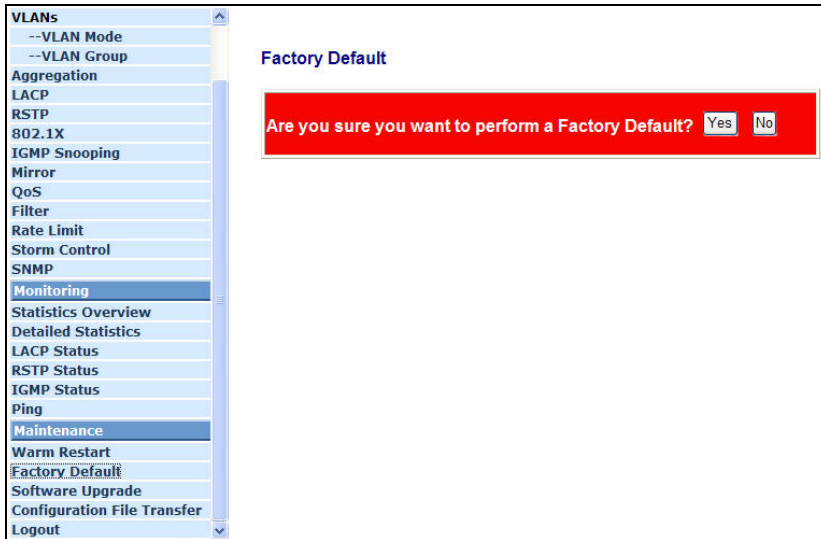 VLANs
--VLAN Mode
--VLAN Group
Aggregation
LACP
RSTP
802.1X
IGMP Snooping
Mirror
QoS
Filter
Rate Limit
Storm Control
SNMP
Monitoring
Statistics Overview
Detailed Statistics
LACP Status
RSTP Status
IGMP Status
Ping
Maintenance
Warm Restart
Factory Default
Software Upgrade
Configuration File Transfer
Logout
Factory Default
Are you sure you want to perform a Factory Default? Yes No